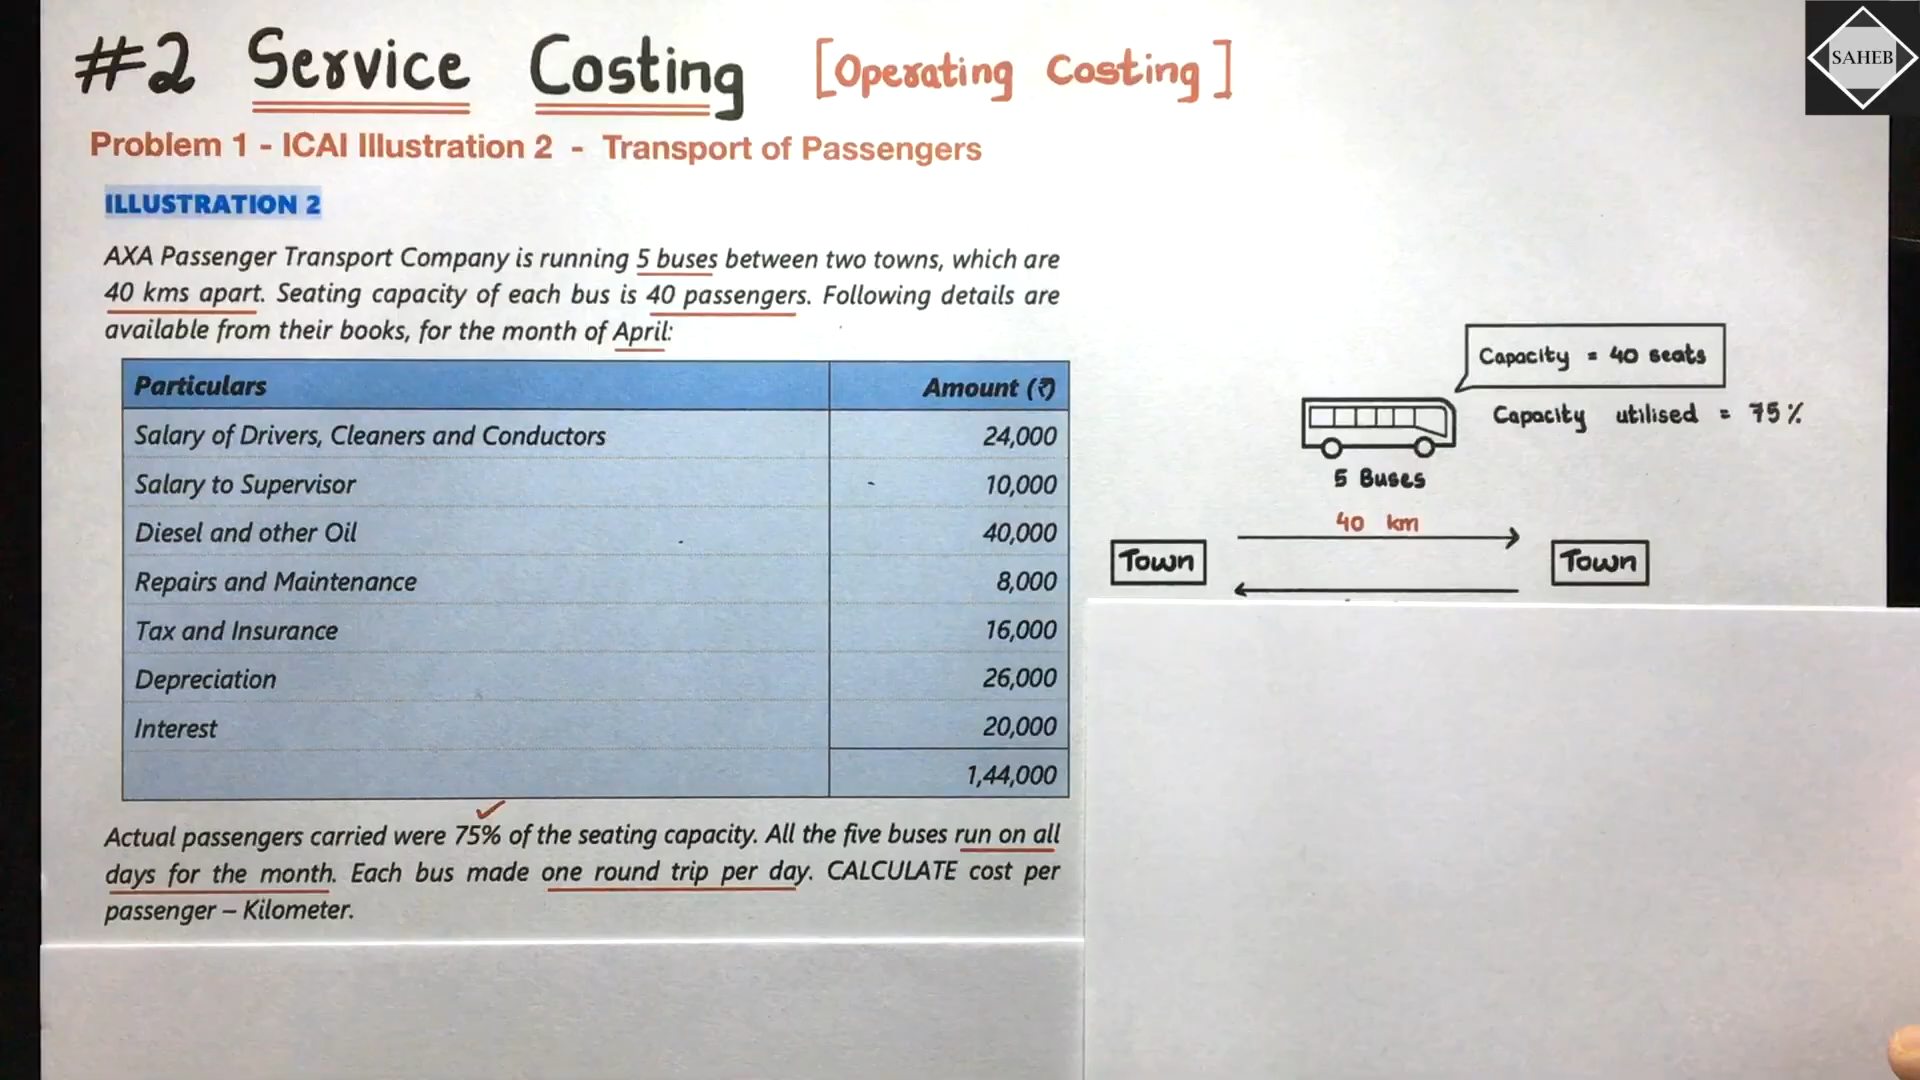 #2 Service Costing [Operating Costing]
SAHEB
Problem 1 - ICAI Illustration 2 - Transport of Passengers
ILLUSTRATION 2
AXA Passenger Transport Company is running 5 buses between two towns, which are
40 kms apart. Seating capacity of each bus is 40 passengers. Following details are
available from their books, for the month of April:
Particulars Amount (₹)
Salary of Drivers, Cleaners and Conductors 24,000
Salary to Supervisor 10,000
Diesel and other Oil 40,000
Repairs and Maintenance 8,000
Tax and Insurance 16,000
Depreciation 26,000
Interest 20,000
1,44,000
Actual passengers carried were 75% of the seating capacity. All the five buses run on all
days for the month. Each bus made one round trip per day. CALCULATE cost per
passenger – Kilometer.
Capacity = 40 seats
Capacity utilised = 75%
5 Buses
40 km
Town Town